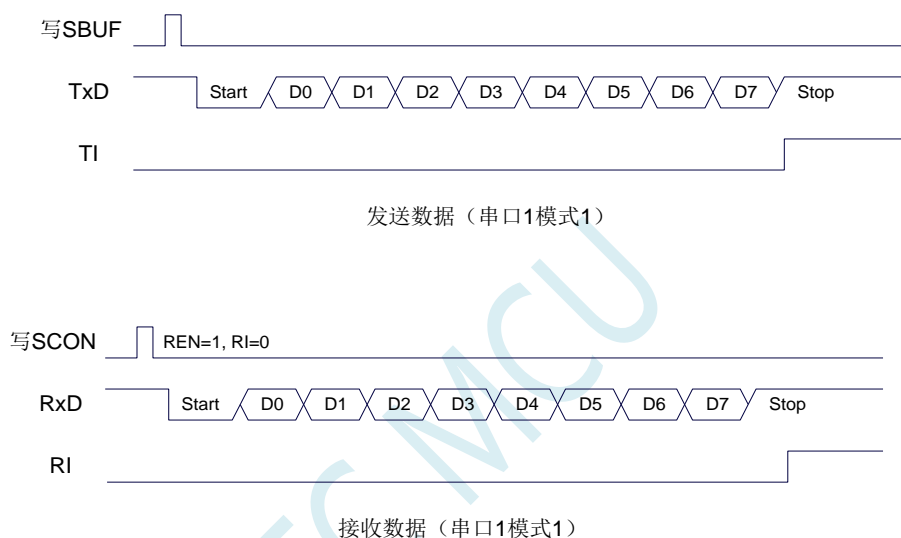 写SBUF
TxD Start D0 D1 D2 D3 D4 D5 D6 D7 Stop
TI
发送数据（串口1模式1）
写SCON REN=1, RI=0
RxD Start D0 D1 D2 D3 D4 D5 D6 D7 Stop
RI
接收数据（串口1模式1）
MCU